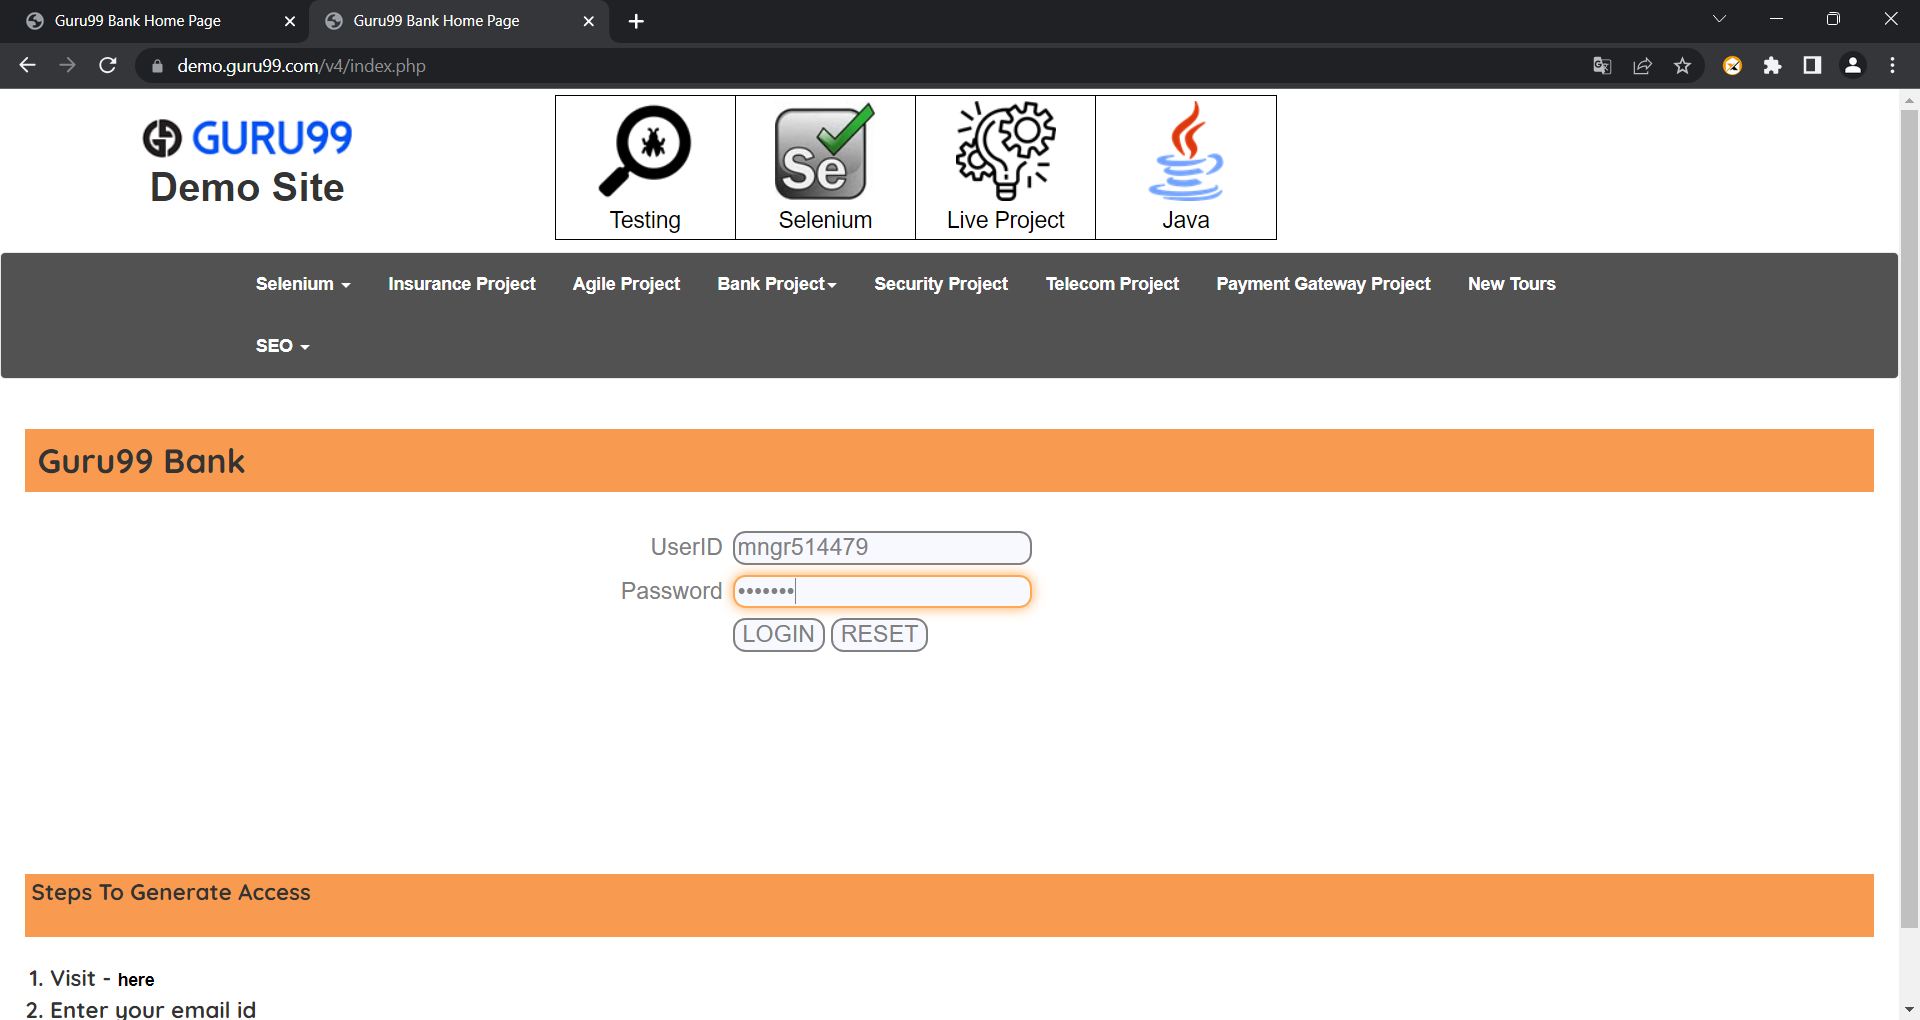 Guru99 Bank Home Page
Guru99 Bank Home Page
demo.guru99.com/v4/index.php
GURU99
Demo Site
Se
Testing
Selenium
Live Project
Java
Selenium
Insurance Project
Agile Project
Bank Project
Security Project
Telecom Project
Payment Gateway Project
New Tours
SEO
Guru99 Bank
UserID
mngr514479
Password
•••••••
LOGIN
RESET
Steps To Generate Access
1. Visit - here
2. Enter your email id